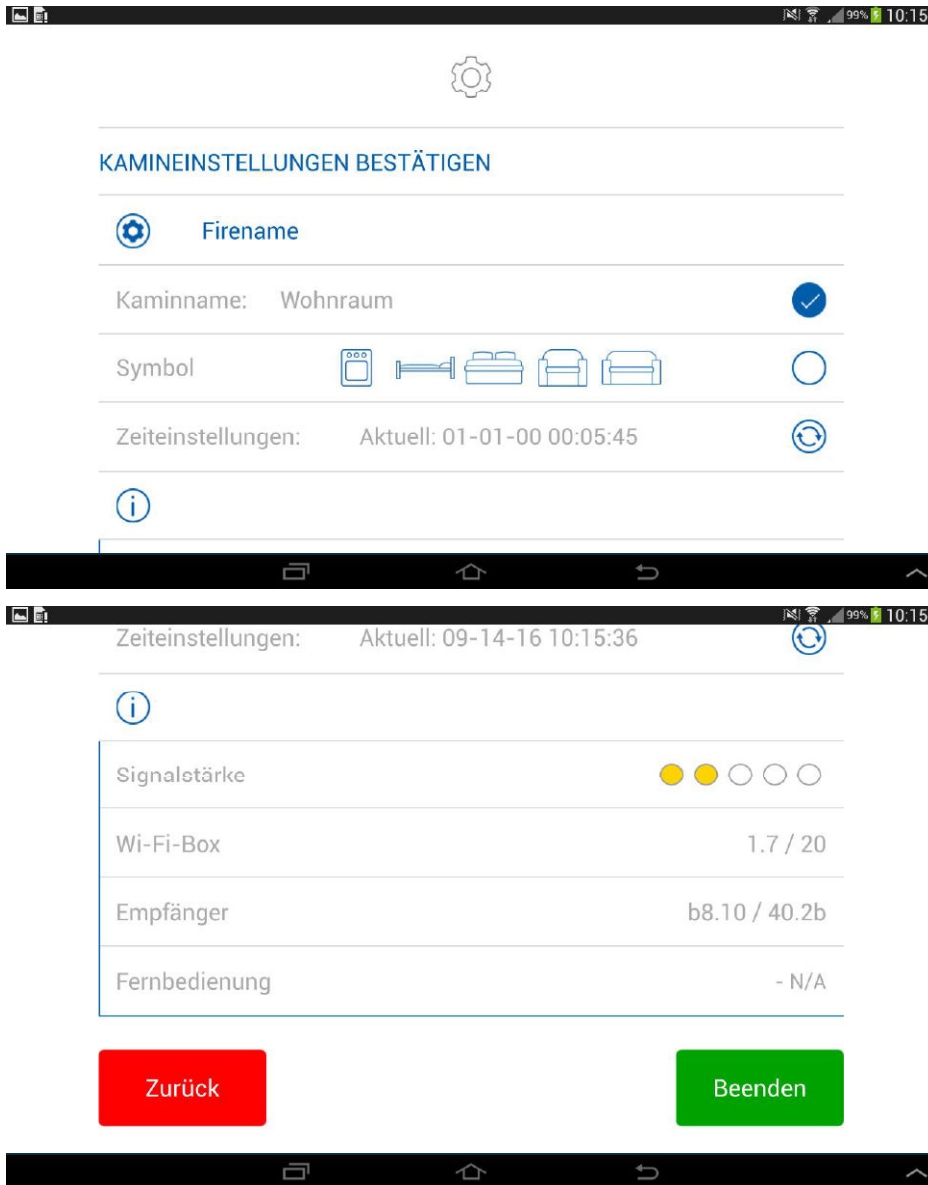 99% 10:15
KAMINEINSTELLUNGEN BESTÄTIGEN
Firename
Kaminname: Wohnraum
Symbol
Zeiteinstellungen: Aktuell: 01-01-00 00:05:45
i
99% 10:15
Zeiteinstellungen: Aktuell: 09-14-16 10:15:36
i
Signalstärke
Wi-Fi-Box 1.7 / 20
Empfänger b8.10 / 40.2b
Fernbedienung - N/A
Zurück Beenden